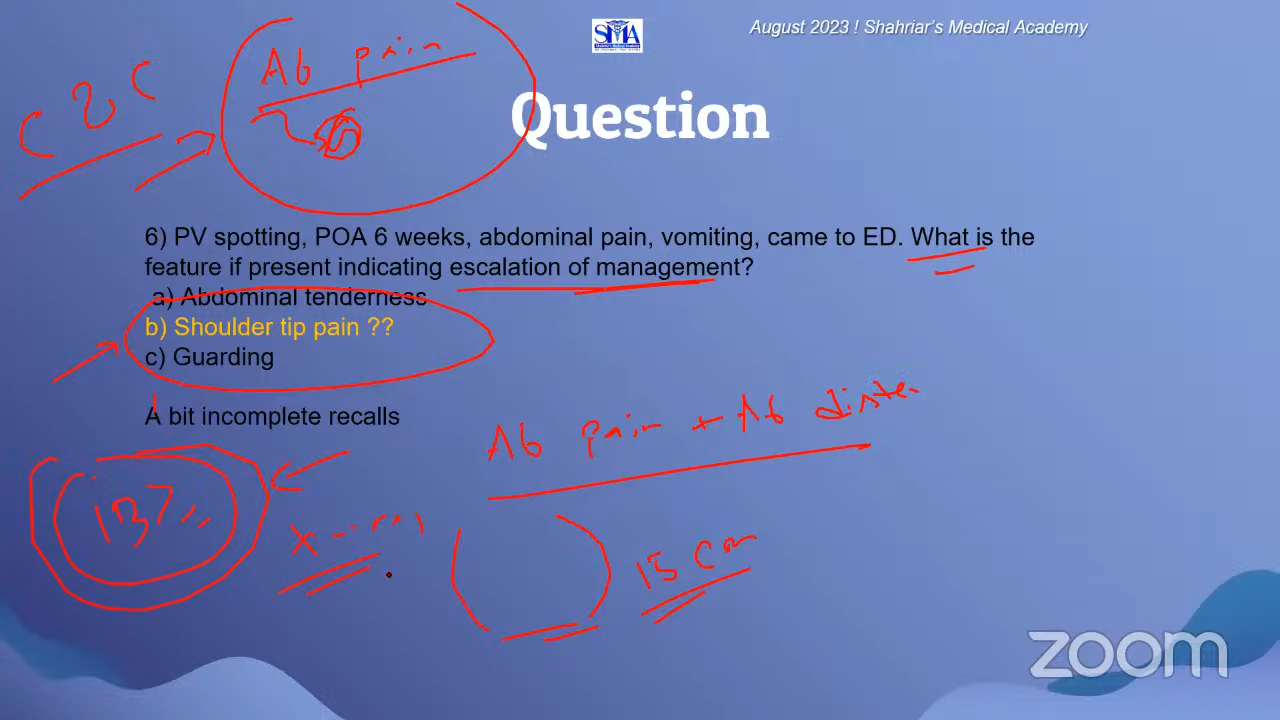 August 2023 ! Shahriar's Medical Academy
SMA
Ab pain
Question
6) PV spotting, POA 6 weeks, abdominal pain, vomiting, came to ED. What is the
feature if present indicating escalation of management?
a) Abdominal tenderness
b) Shoulder tip pain ??
c) Guarding
A bit incomplete recalls
Ab pain + Ab disten
X-ray
15 cm
zoom